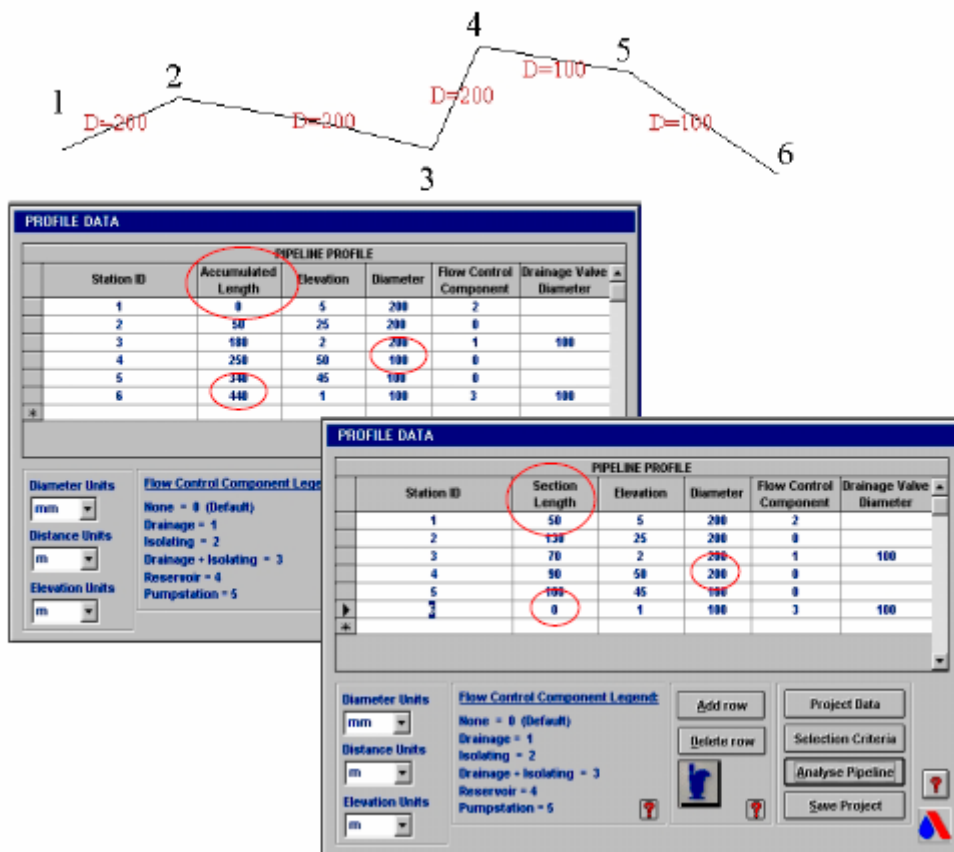 4
5
2
D=100
1
D=200
D=200
D=200
D=100
6
3
PROFILE DATA
PIPELINE PROFILE
Station ID Accumulated Length Elevation Diameter Flow Control Component Drainage Valve Diameter
1 0 5 200 2
2 50 25 200 0
3 180 2 200 1 100
4 250 50 100 0
5 340 45 100 0
6 440 1 100 3 100
*
Diameter Units
mm
Distance Units
m
Elevation Units
m
Flow Control Component Lege
None = 0 (Default)
Drainage = 1
Isolating = 2
Drainage + Isolating = 3
Reservoir = 4
Pumpstation = 5
PROFILE DATA
PIPELINE PROFILE
Station ID Section Length Elevation Diameter Flow Control Component Drainage Valve Diameter
1 50 5 200 2
2 130 25 200 0
3 70 2 200 1 100
4 90 50 200 0
5 100 45 100 0
0 1 100 3 100
*
Diameter Units
mm
Distance Units
m
Elevation Units
m
Flow Control Component Legend:
None = 0 (Default)
Drainage = 1
Isolating = 2
Drainage + Isolating = 3
Reservoir = 4
Pumpstation = 5
?
Add row
Delete row
?
Project Data
Selection Criteria
Analyse Pipeline
Save Project
?